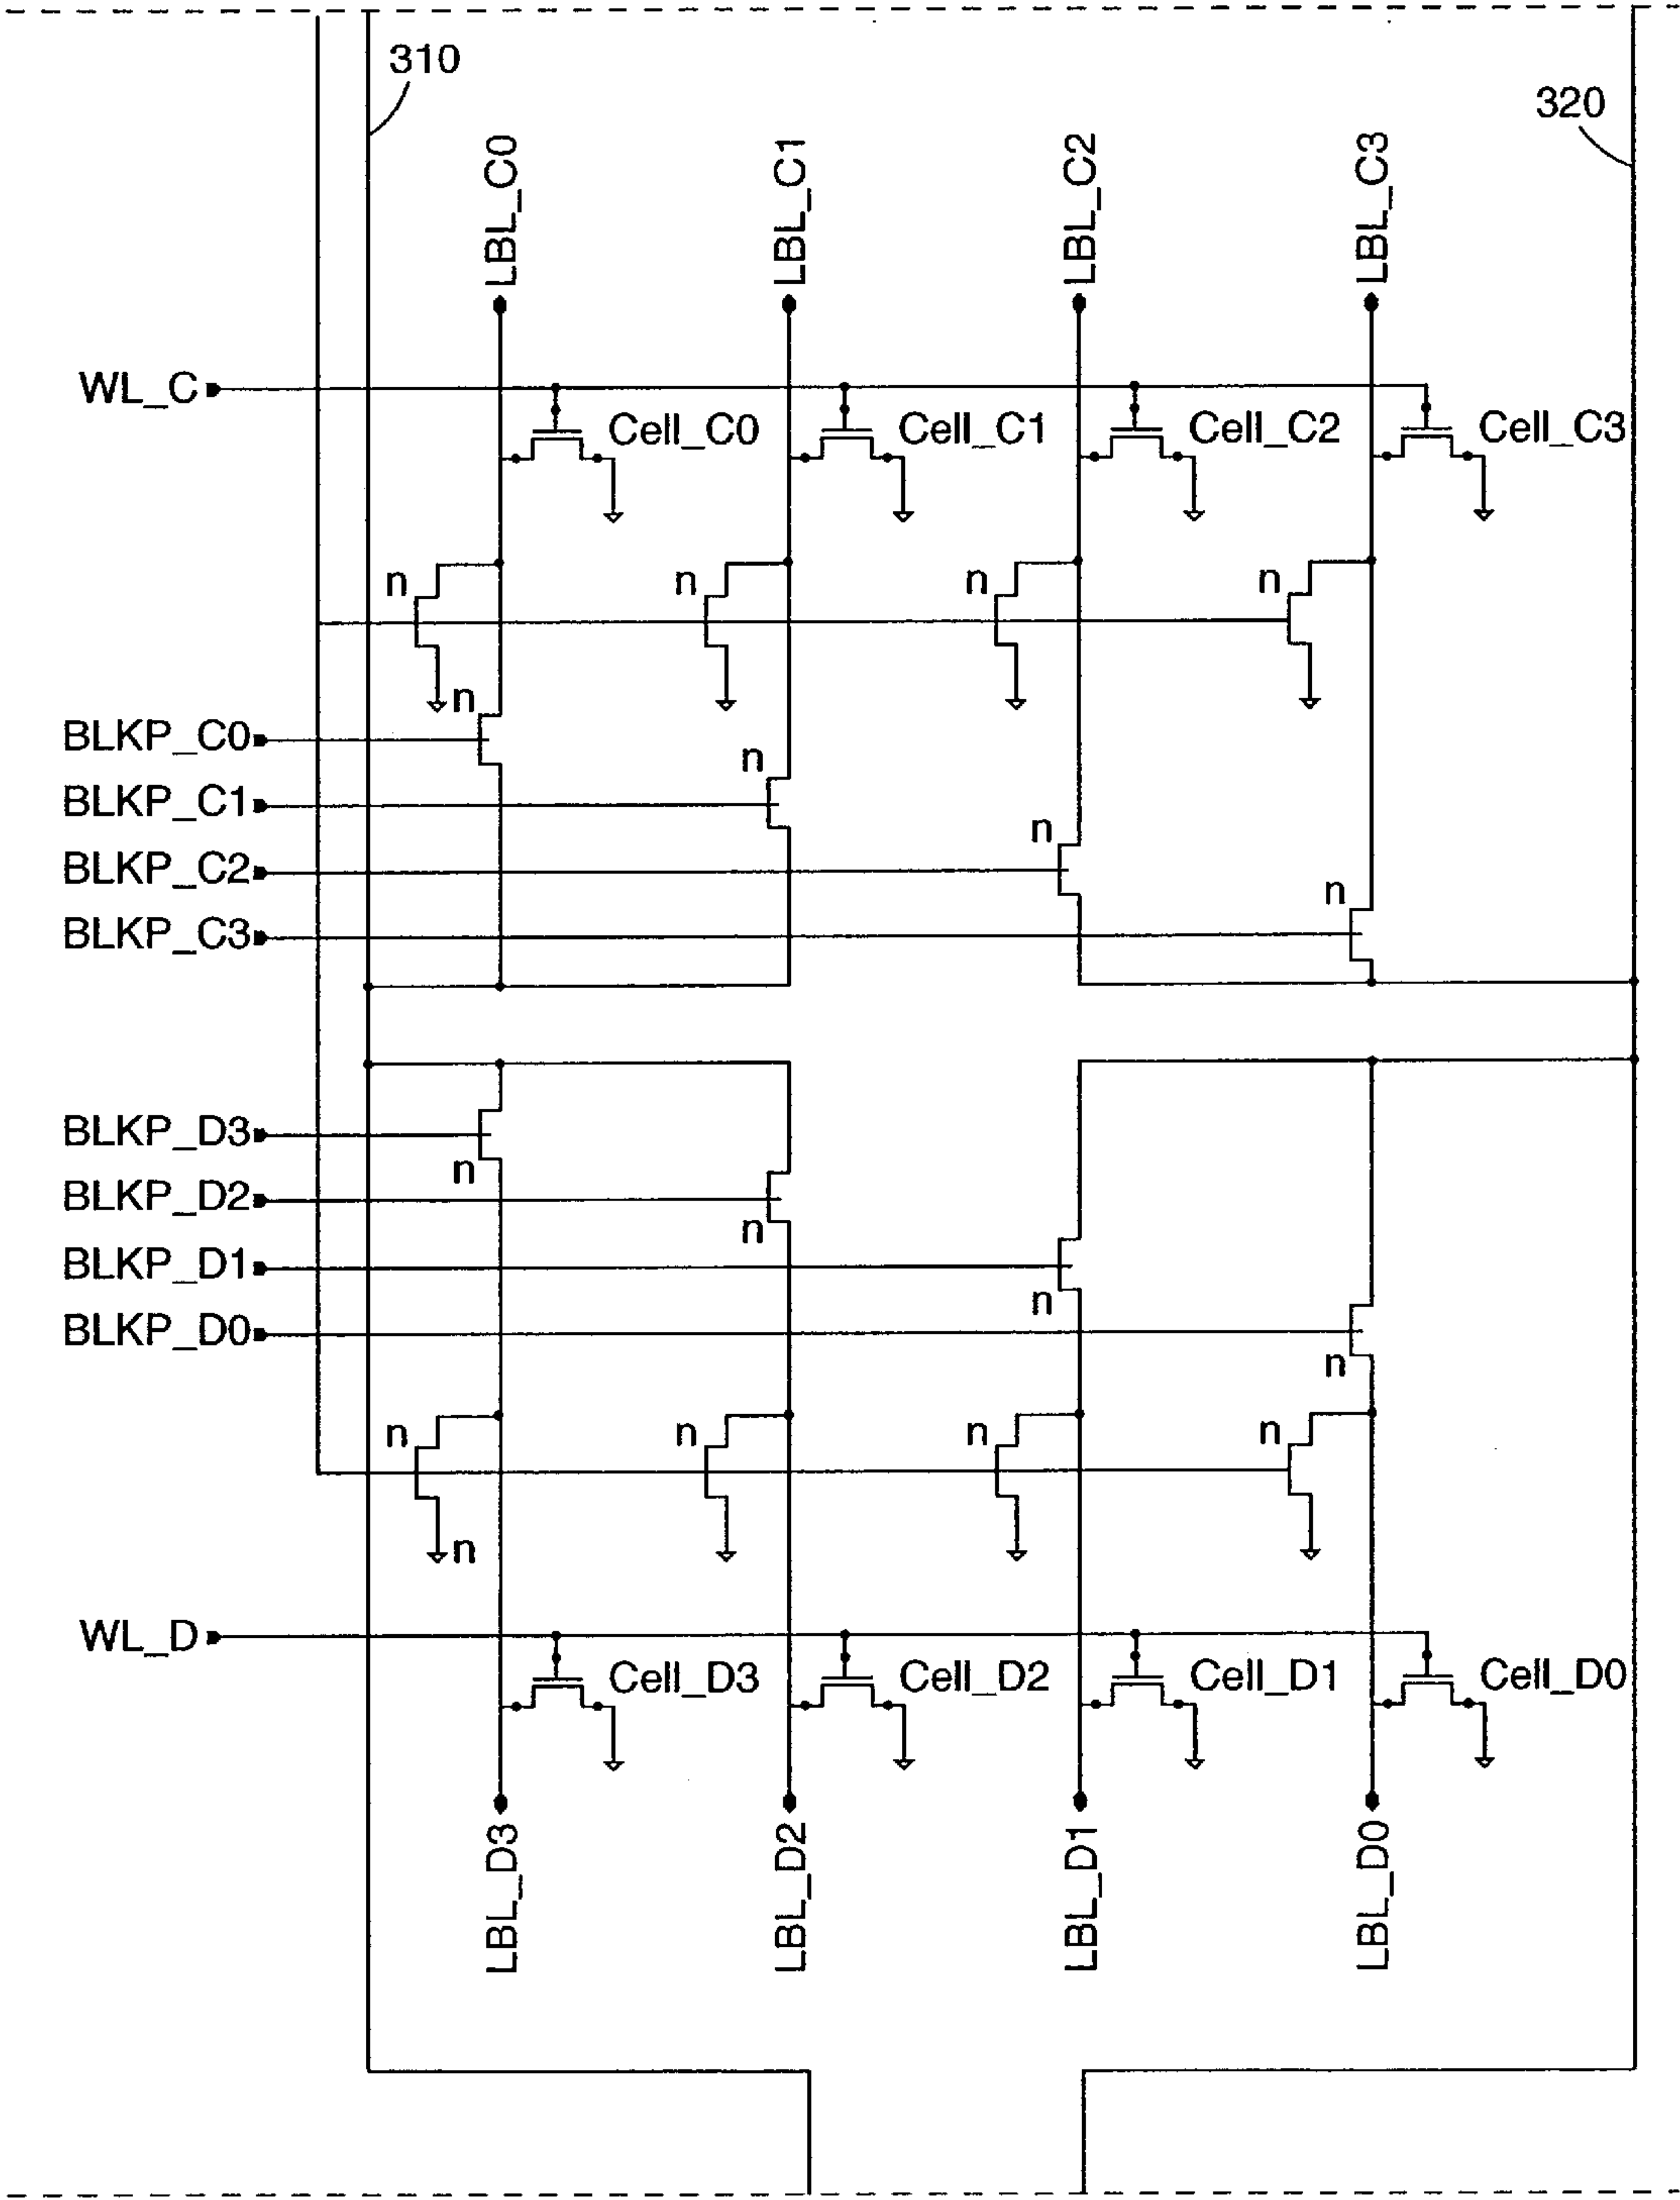 310
320
LBL_C0
LBL_C1
LBL_C2
LBL_C3
WL_C
Cell_C0
Cell_C1
Cell_C2
Cell_C3
n
n
n
n
n
BLKP_C0
n
BLKP_C1
n
BLKP_C2
n
BLKP_C3
BLKP_D3
n
BLKP_D2
n
BLKP_D1
n
BLKP_D0
n
n
n
n
n
n
WL_D
Cell_D3
Cell_D2
Cell_D1
Cell_D0
LBL_D3
LBL_D2
LBL_D1
LBL_D0